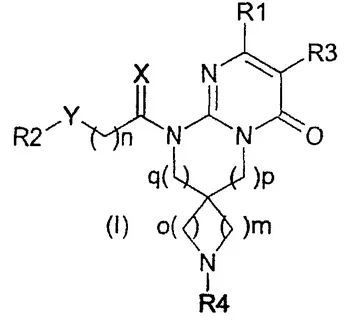 R1
X
N
R3
R2
Y
( )n
N
N
O
q( )
( )p
(I)
o( )
( )m
N
R4